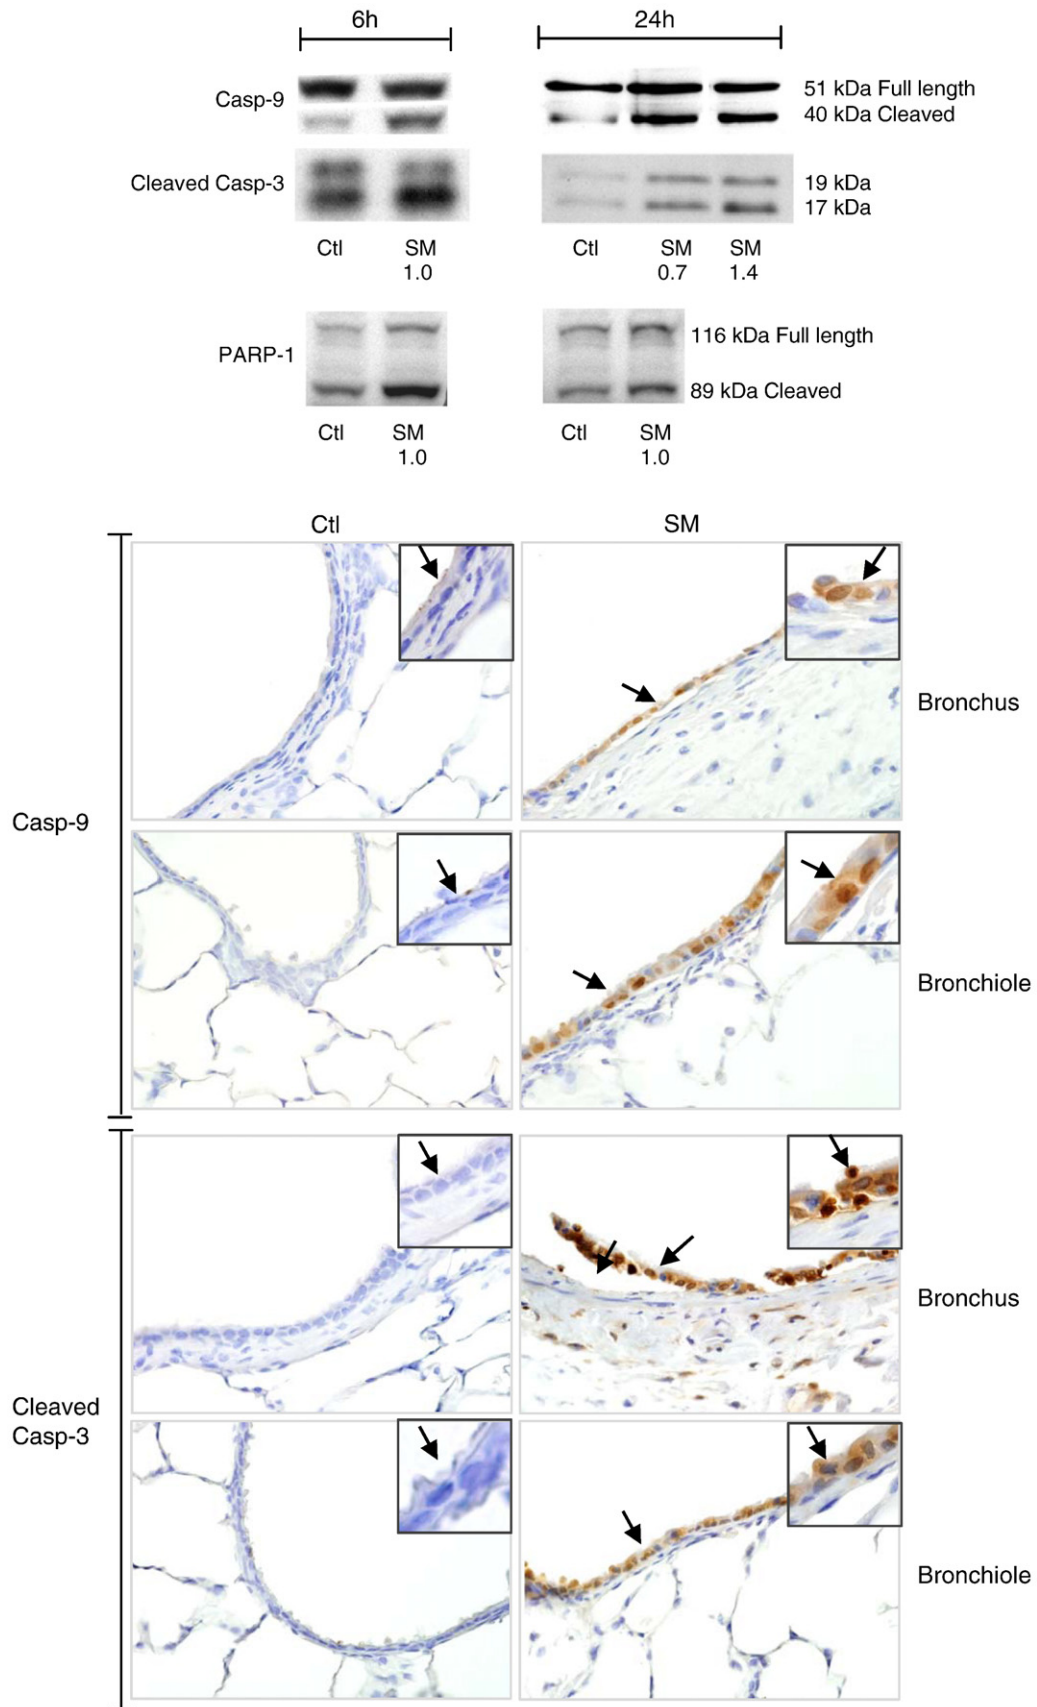 6h 24h
Casp-9
51 kDa Full length
40 kDa Cleaved
Cleaved Casp-3
19 kDa
17 kDa
Ctl SM Ctl SM SM
1.0 0.7 1.4
PARP-1
116 kDa Full length
89 kDa Cleaved
Ctl SM Ctl SM
1.0 1.0
Ctl SM
Bronchus
Casp-9
Bronchiole
Bronchus
Cleaved
Casp-3
Bronchiole